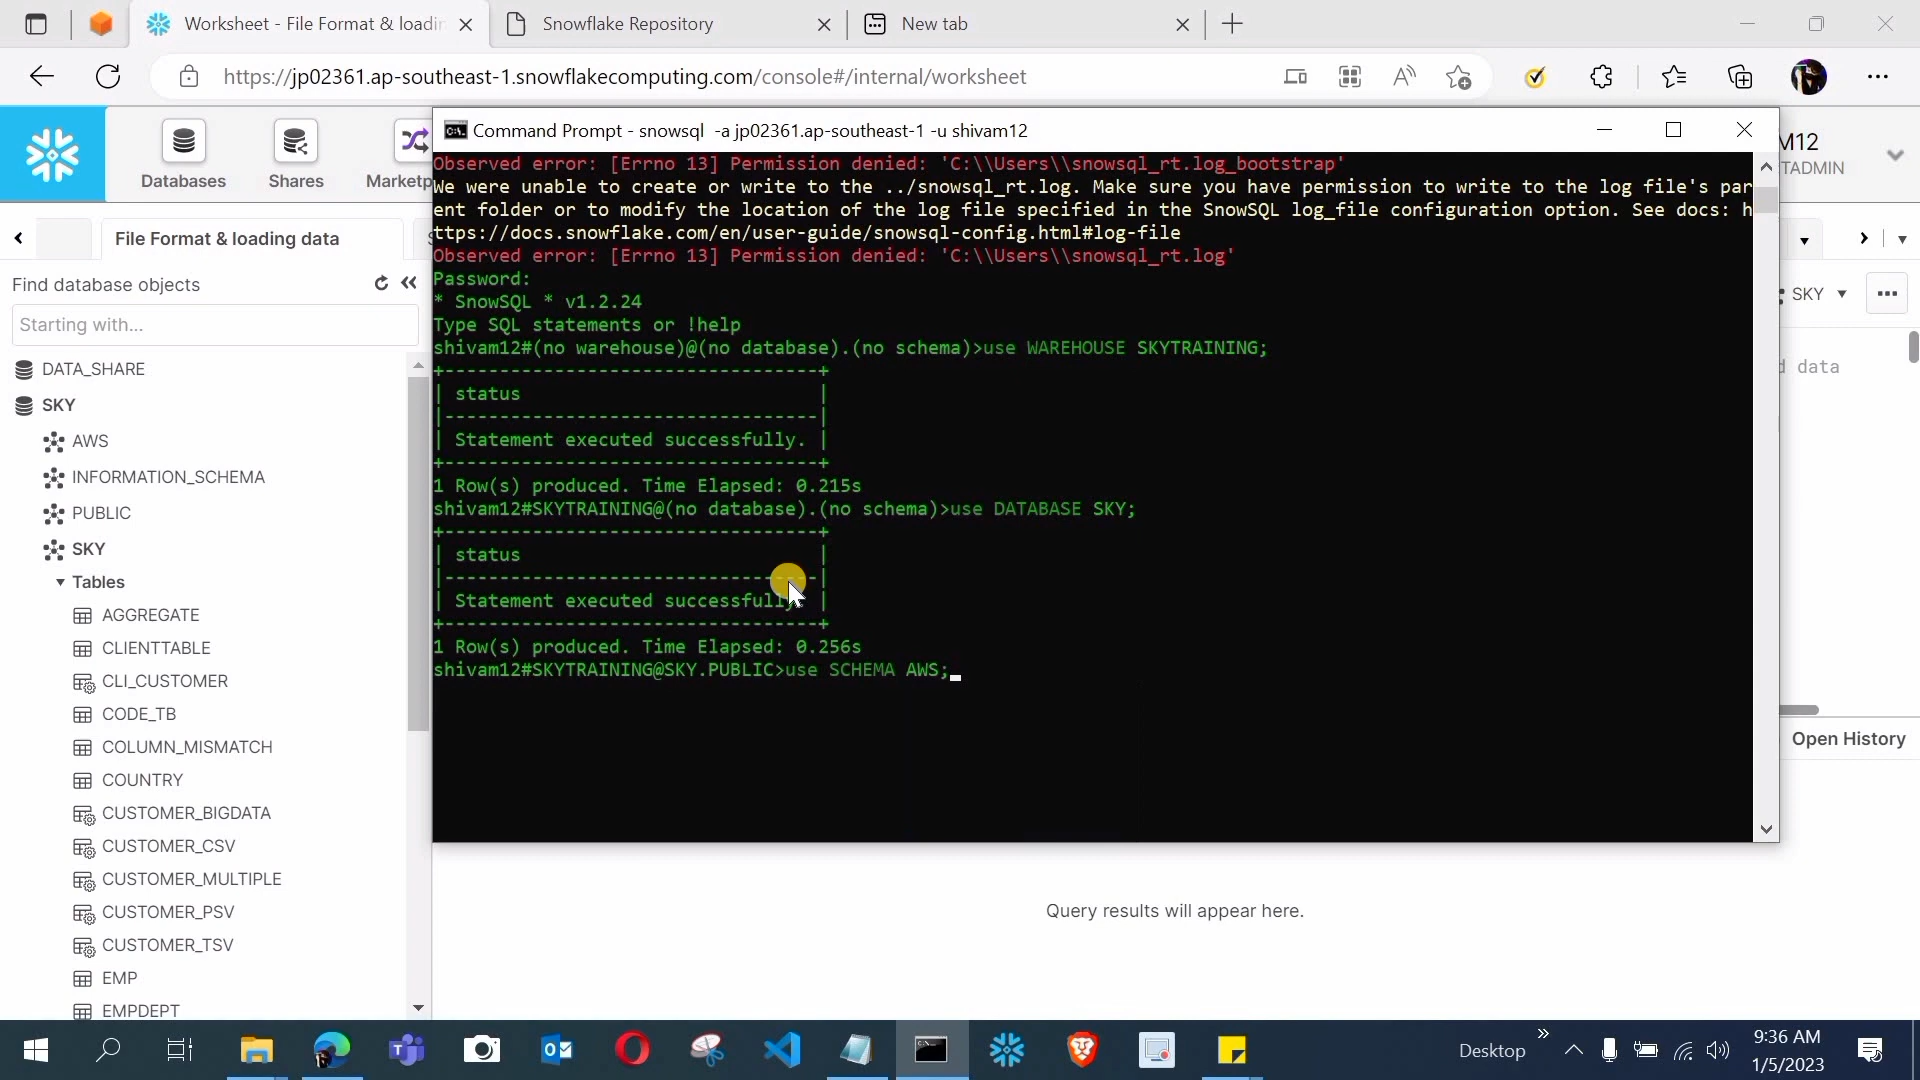 Worksheet - File Format & loadin
Snowflake Repository
New tab
https://jp02361.ap-southeast-1.snowflakecomputing.com/console#/internal/worksheet
Databases
Shares
Marketp
M12
TADMIN
File Format & loading data
Find database objects
Starting with...
DATA_SHARE
SKY
AWS
INFORMATION_SCHEMA
PUBLIC
SKY
Tables
AGGREGATE
CLIENTTABLE
CLI_CUSTOMER
CODE_TB
COLUMN_MISMATCH
COUNTRY
CUSTOMER_BIGDATA
CUSTOMER_CSV
CUSTOMER_MULTIPLE
CUSTOMER_PSV
CUSTOMER_TSV
EMP
EMPDEPT
Command Prompt - snowsql -a jp02361.ap-southeast-1 -u shivam12
Observed error: [Errno 13] Permission denied: 'C:\\Users\\snowsql_rt.log_bootstrap'
We were unable to create or write to the ../snowsql_rt.log. Make sure you have permission to write to the log file's par
ent folder or to modify the location of the log file specified in the SnowSQL log_file configuration option. See docs: h
ttps://docs.snowflake.com/en/user-guide/snowsql-config.html#log-file
Observed error: [Errno 13] Permission denied: 'C:\\Users\\snowsql_rt.log'
Password:
* SnowSQL * v1.2.24
Type SQL statements or !help
shivam12#(no warehouse)@(no database).(no schema)>use WAREHOUSE SKYTRAINING;
+----------------------------------+
| status                           |
|----------------------------------|
| Statement executed successfully. |
+----------------------------------+
1 Row(s) produced. Time Elapsed: 0.215s
shivam12#SKYTRAINING@(no database).(no schema)>use DATABASE SKY;
+----------------------------------+
| status                           |
|----------------------------------|
| Statement executed successfully. |
+----------------------------------+
1 Row(s) produced. Time Elapsed: 0.256s
shivam12#SKYTRAINING@SKY.PUBLIC>use SCHEMA AWS;
SKY
d data
Open History
Query results will appear here.
Desktop
9:36 AM
1/5/2023